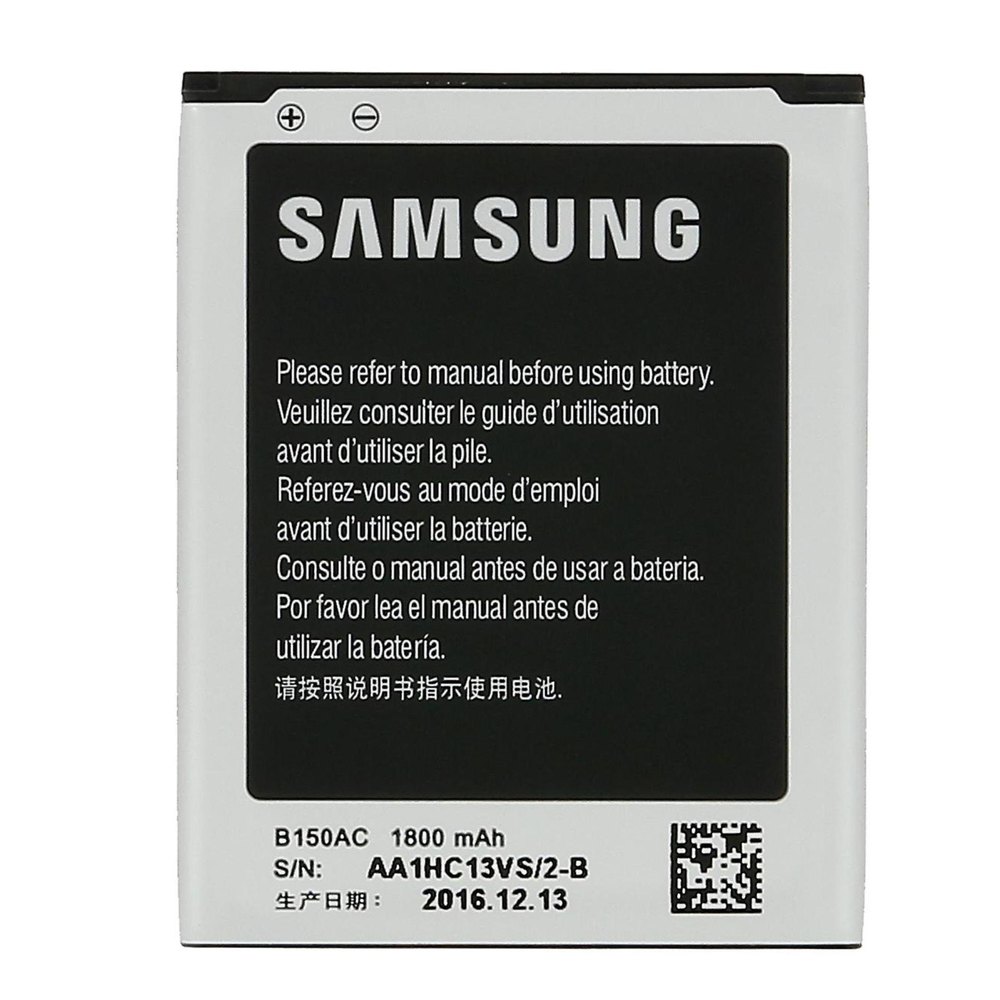 SAMSUNG
Please refer to manual before using battery.
Veuillez consulter le guide d'utilisation
avant d'utiliser la pile.
Referez-vous au mode d'emploi
avant d'utiliser la batterie.
Consulte o manual antes de usar a bateria.
Por favor lea el manual antes de
utilizar la batería.
请按照说明书指示使用电池.
B150AC 1800 mAh
S/N: AA1HC13VS/2-B
生产日期: 2016.12.13